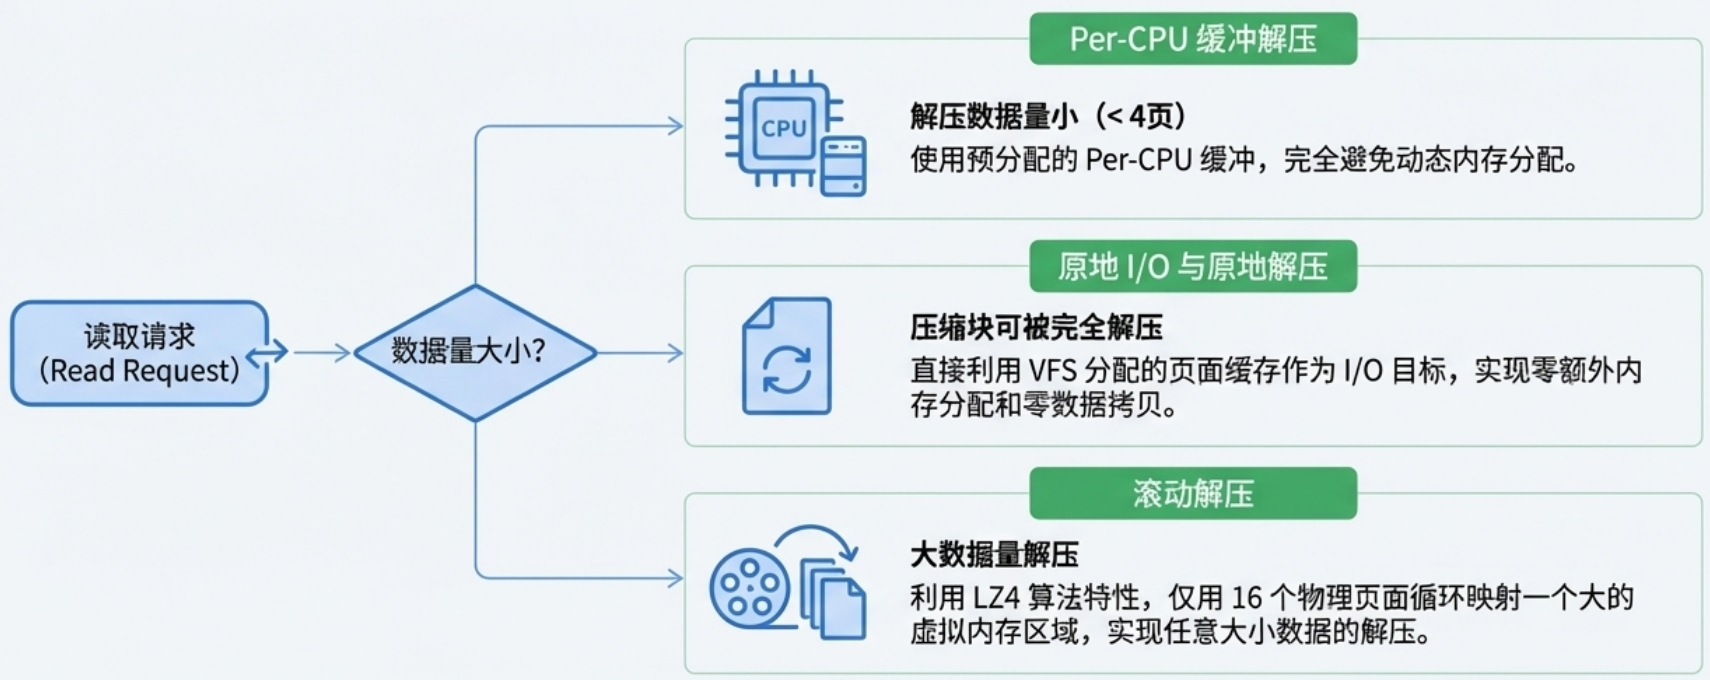 读取请求
（Read Request）
数据量大小？
Per-CPU 缓冲解压
CPU
解压数据量小（< 4页）
使用预分配的 Per-CPU 缓冲，完全避免动态内存分配。
原地 I/O 与原地解压
压缩块可被完全解压
直接利用 VFS 分配的页面缓存作为 I/O 目标，实现零额外内
存分配和零数据拷贝。
滚动解压
大数据量解压
利用 LZ4 算法特性，仅用 16 个物理页面循环映射一个大的
虚拟内存区域，实现任意大小数据的解压。